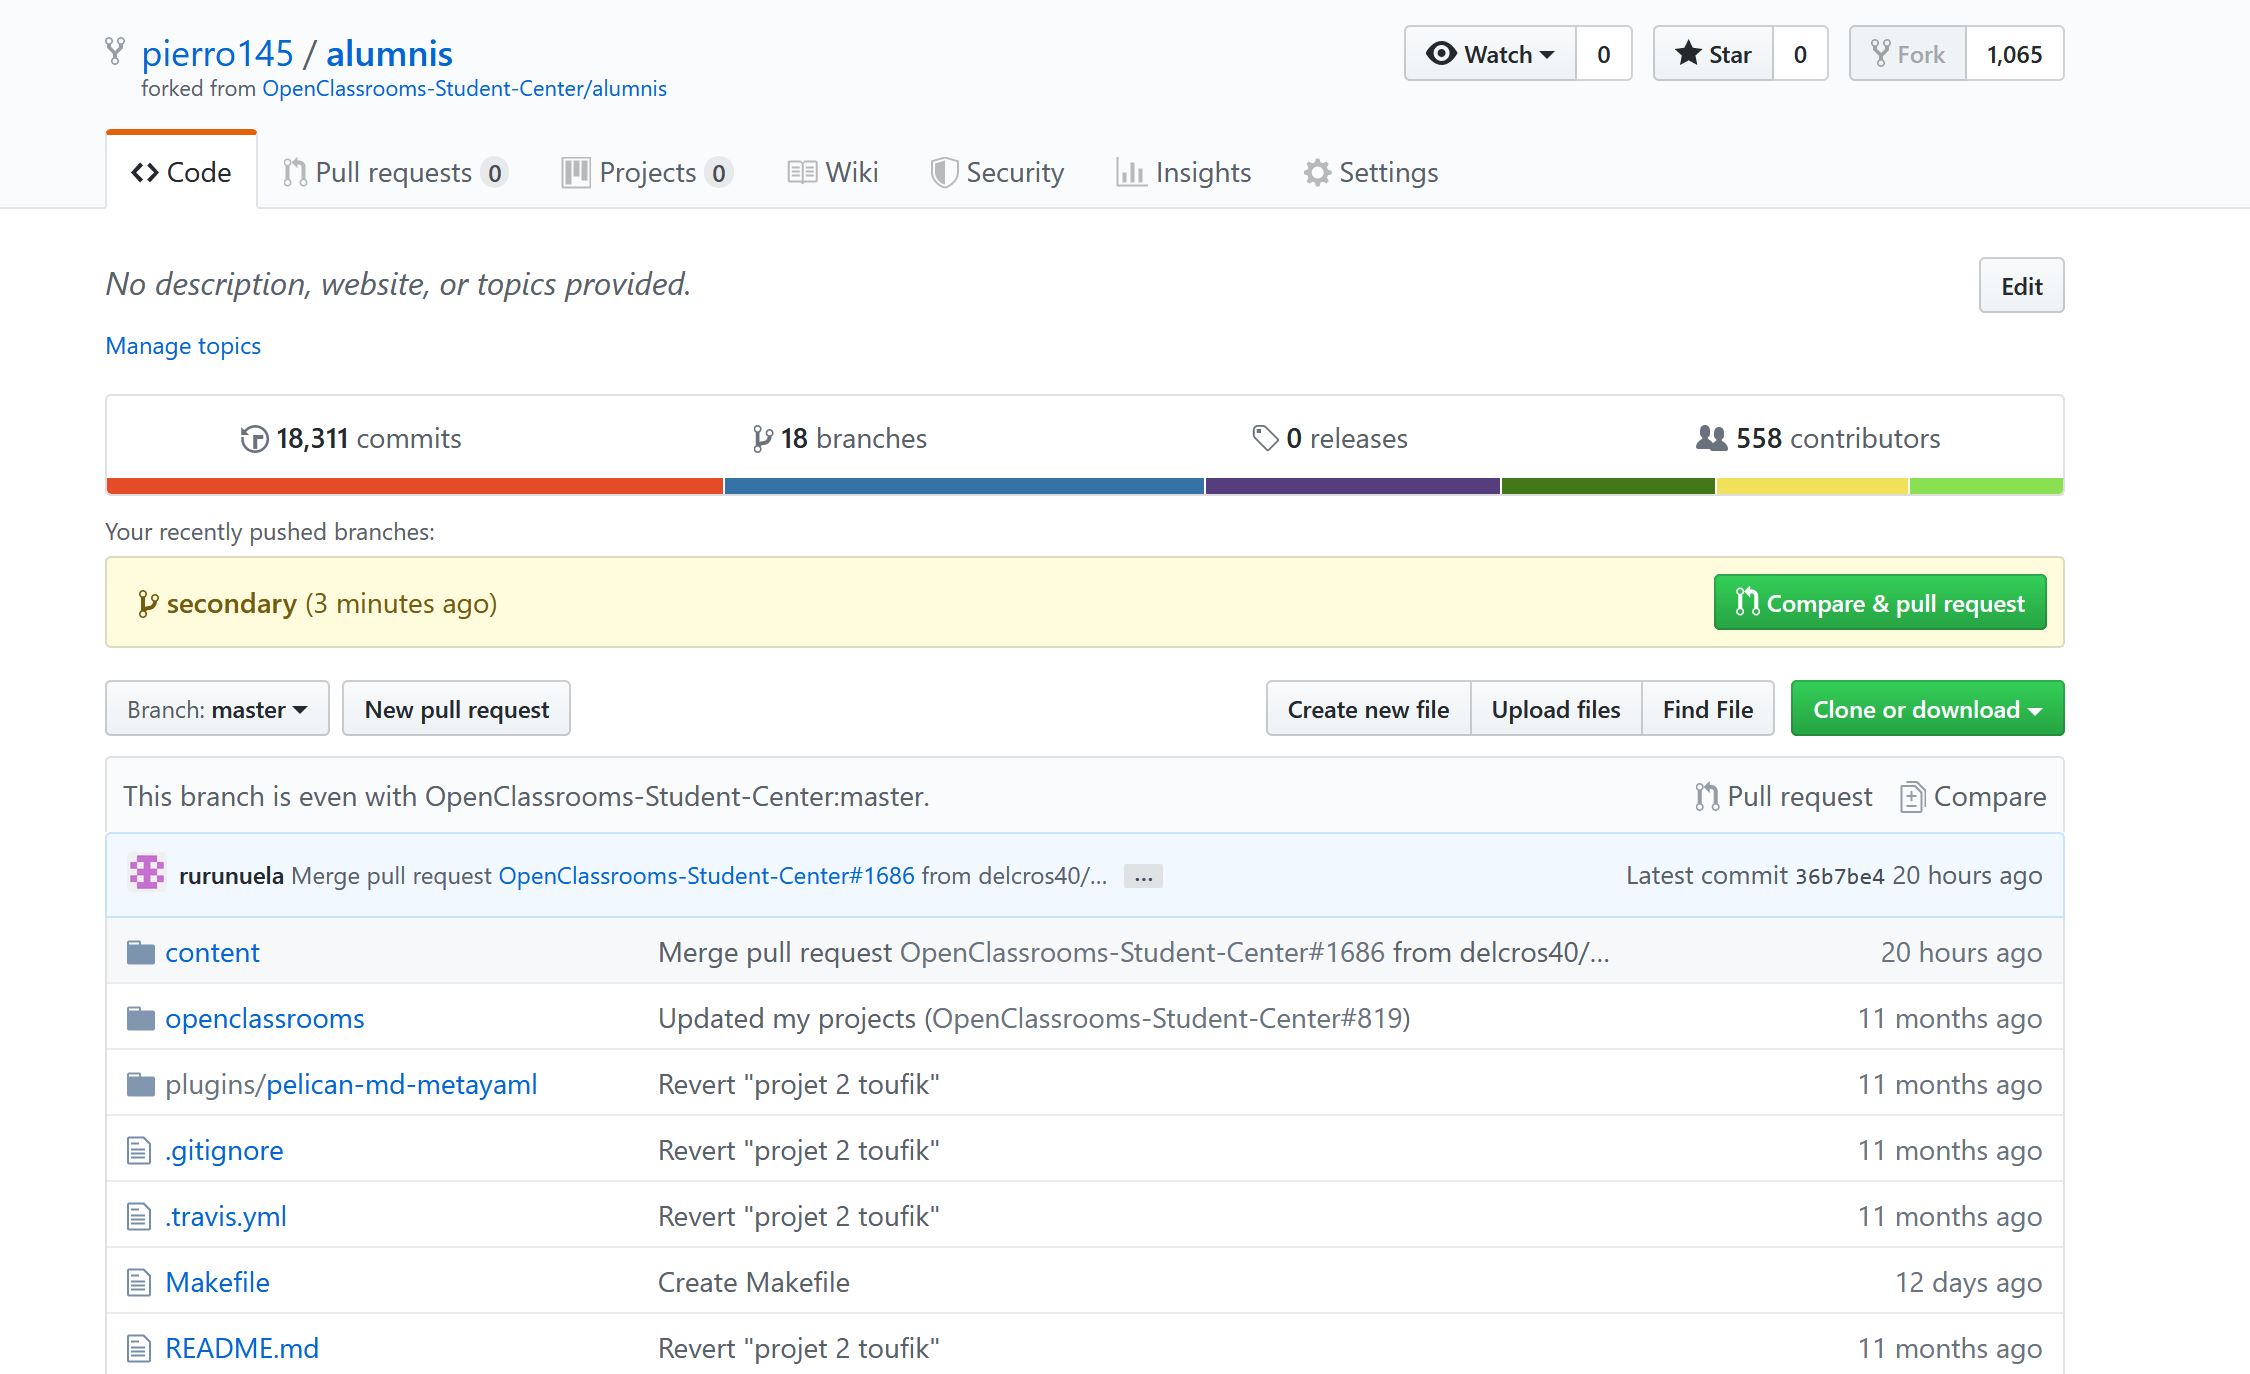 pierro145 / alumnis
forked from OpenClassrooms-Student-Center/alumnis
Watch 0 Star 0 Fork 1,065
Code Pull requests 0 Projects 0 Wiki Security Insights Settings
No description, website, or topics provided.
Edit
Manage topics
18,311 commits 18 branches 0 releases 558 contributors
Your recently pushed branches:
secondary (3 minutes ago) Compare & pull request
Branch: master New pull request Create new file Upload files Find File Clone or download
This branch is even with OpenClassrooms-Student-Center:master. Pull request Compare
rurunuela Merge pull request OpenClassrooms-Student-Center#1686 from delcros40/... ... Latest commit 36b7be4 20 hours ago
content Merge pull request OpenClassrooms-Student-Center#1686 from delcros40/... 20 hours ago
openclassrooms Updated my projects (OpenClassrooms-Student-Center#819) 11 months ago
plugins/pelican-md-metayaml Revert "projet 2 toufik" 11 months ago
.gitignore Revert "projet 2 toufik" 11 months ago
.travis.yml Revert "projet 2 toufik" 11 months ago
Makefile Create Makefile 12 days ago
README.md Revert "projet 2 toufik" 11 months ago